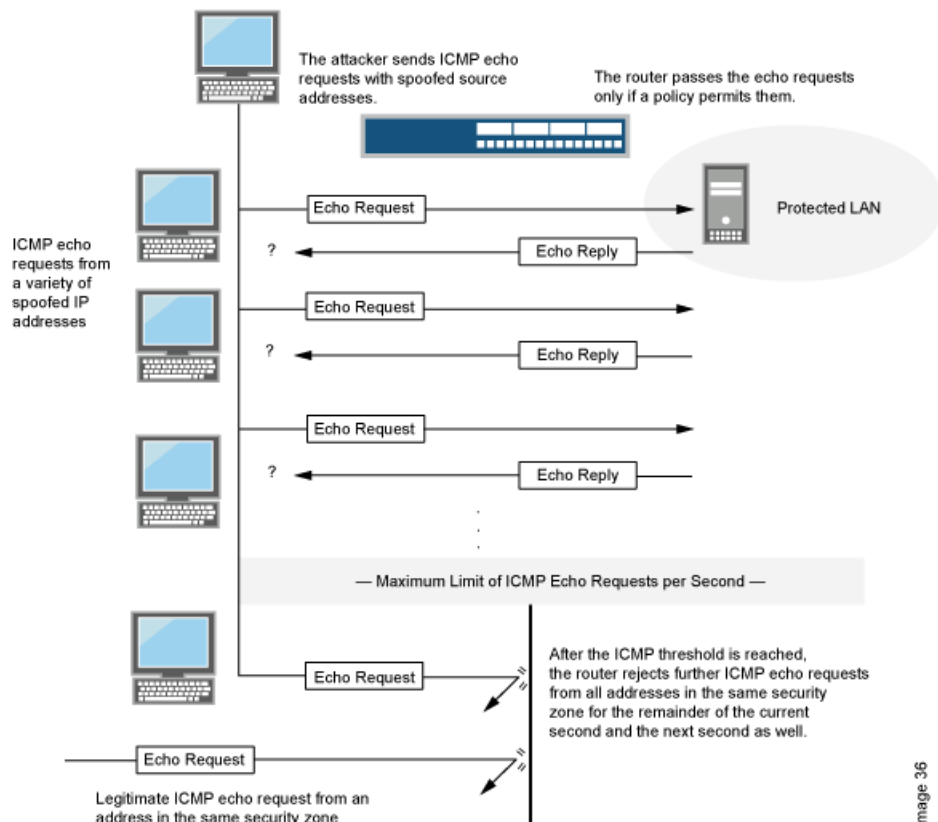 The attacker sends ICMP echo
requests with spoofed source
addresses.
The router passes the echo requests
only if a policy permits them.
Echo Request
Protected LAN
ICMP echo
requests from
a variety of
spoofed IP
addresses
?
Echo Reply
Echo Request
?
Echo Reply
Echo Request
?
Echo Reply
— Maximum Limit of ICMP Echo Requests per Second —
Echo Request
After the ICMP threshold is reached,
the router rejects further ICMP echo requests
from all addresses in the same security
zone for the remainder of the current
second and the next second as well.
Echo Request
Legitimate ICMP echo request from an
address in the same security zone
mage 36